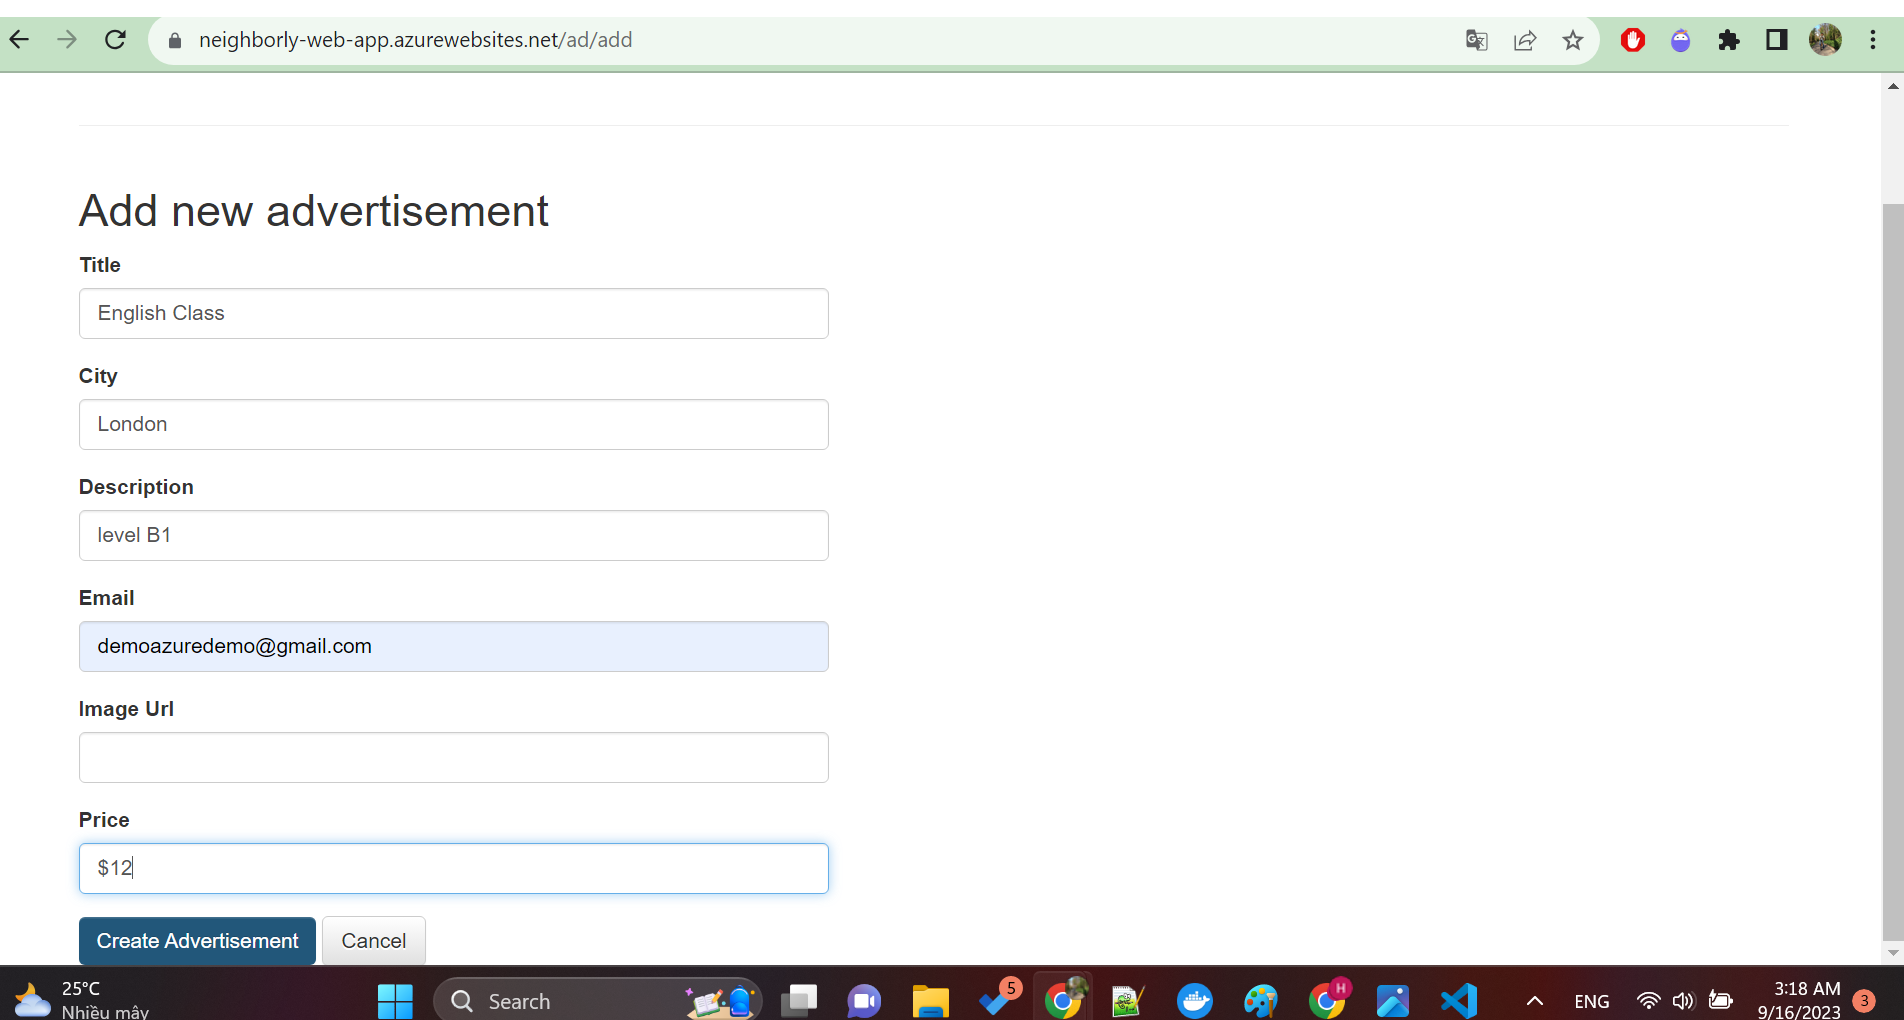 neighborly-web-app.azurewebsites.net/ad/add
Add new advertisement
Title
English Class
City
London
Description
level B1
Email
demoazuredemo@gmail.com
Image Url
Price
$12
Create Advertisement Cancel
25°C
Nhiều mây
Search
5
H
ENG
3:18 AM
9/16/2023
3